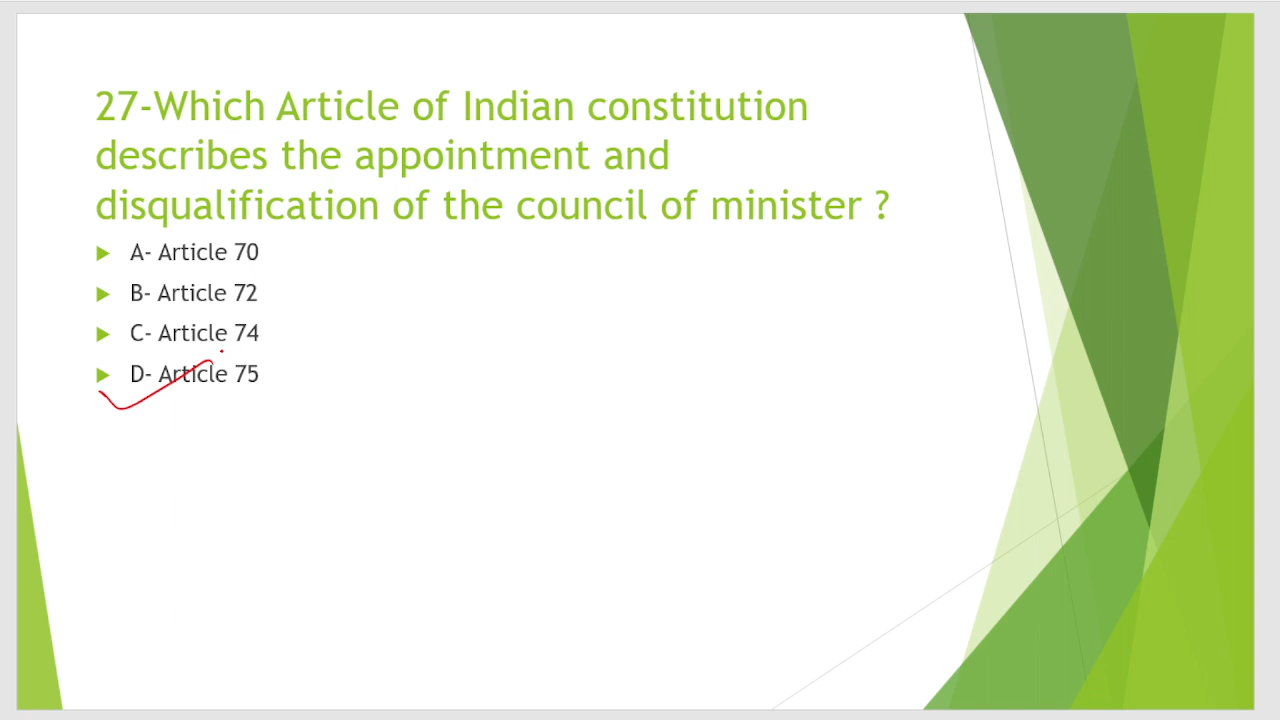 27-Which Article of Indian constitution
describes the appointment and
disqualification of the council of minister ?
A- Article 70
B- Article 72
C- Article 74
D- Article 75